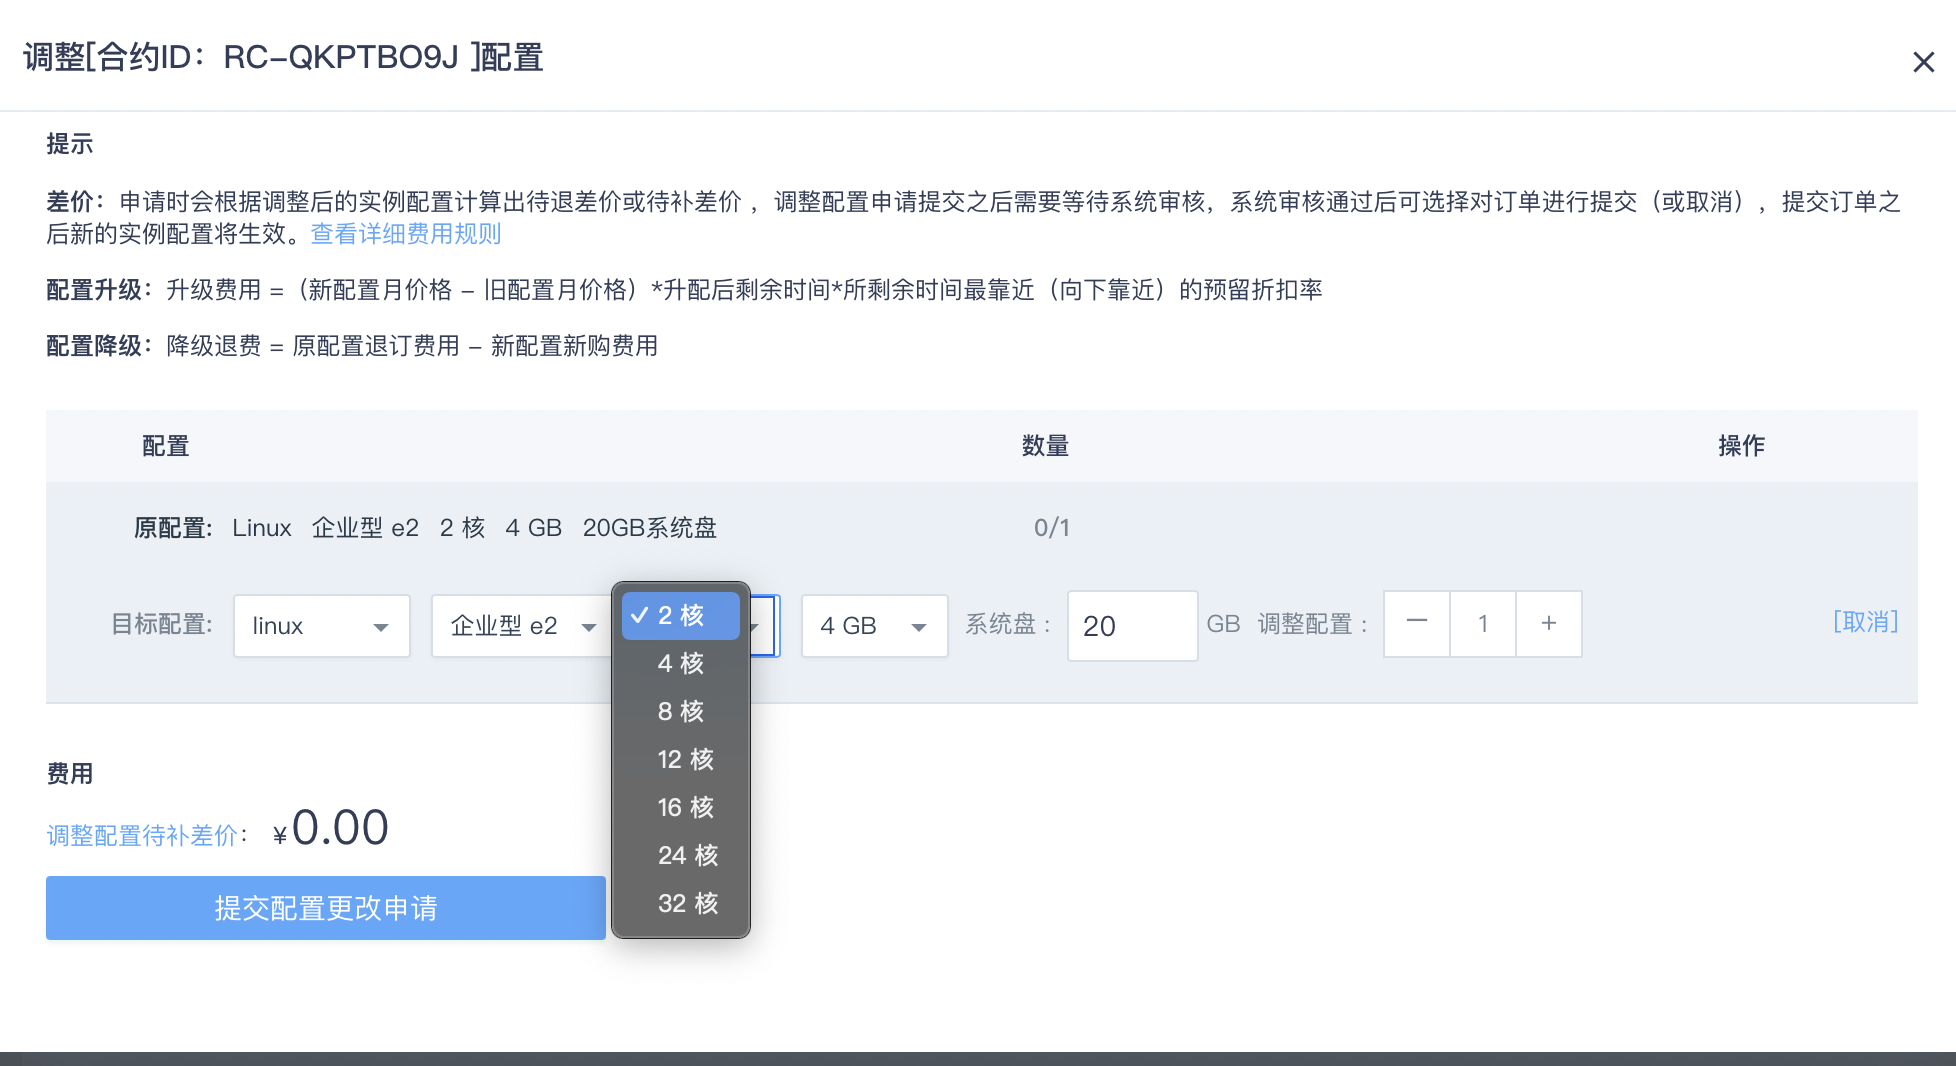 调整[合约ID：RC-QKPTBO9J ]配置
提示
差价：申请时会根据调整后的实例配置计算出待退差价或待补差价 ，调整配置申请提交之后需要等待系统审核，系统审核通过后可选择对订单进行提交（或取消），提交订单之
后新的实例配置将生效。查看详细费用规则
配置升级：升级费用 =（新配置月价格 – 旧配置月价格）*升配后剩余时间*所剩余时间最靠近（向下靠近）的预留折扣率
配置降级：降级退费 = 原配置退订费用 – 新配置新购费用
配置 数量 操作
原配置: Linux 企业型 e2 2 核 4 GB 20GB系统盘 0/1
目标配置: linux 企业型 e2 ✓ 2 核 4 GB 系统盘 : 20 GB 调整配置 : — 1 + [取消]
4 核
8 核
12 核
16 核
24 核
32 核
费用
调整配置待补差价： ¥0.00
提交配置更改申请